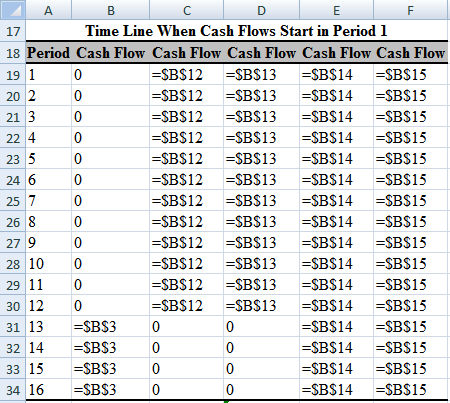 A B C D E F
17 Time Line When Cash Flows Start in Period 1
18 Period Cash Flow Cash Flow Cash Flow Cash Flow Cash Flow
19 1 0 =$B$12 =$B$13 =$B$14 =$B$15
20 2 0 =$B$12 =$B$13 =$B$14 =$B$15
21 3 0 =$B$12 =$B$13 =$B$14 =$B$15
22 4 0 =$B$12 =$B$13 =$B$14 =$B$15
23 5 0 =$B$12 =$B$13 =$B$14 =$B$15
24 6 0 =$B$12 =$B$13 =$B$14 =$B$15
25 7 0 =$B$12 =$B$13 =$B$14 =$B$15
26 8 0 =$B$12 =$B$13 =$B$14 =$B$15
27 9 0 =$B$12 =$B$13 =$B$14 =$B$15
28 10 0 =$B$12 =$B$13 =$B$14 =$B$15
29 11 0 =$B$12 =$B$13 =$B$14 =$B$15
30 12 0 =$B$12 =$B$13 =$B$14 =$B$15
31 13 =$B$3 0 0 =$B$14 =$B$15
32 14 =$B$3 0 0 =$B$14 =$B$15
33 15 =$B$3 0 0 =$B$14 =$B$15
34 16 =$B$3 0 0 =$B$14 =$B$15